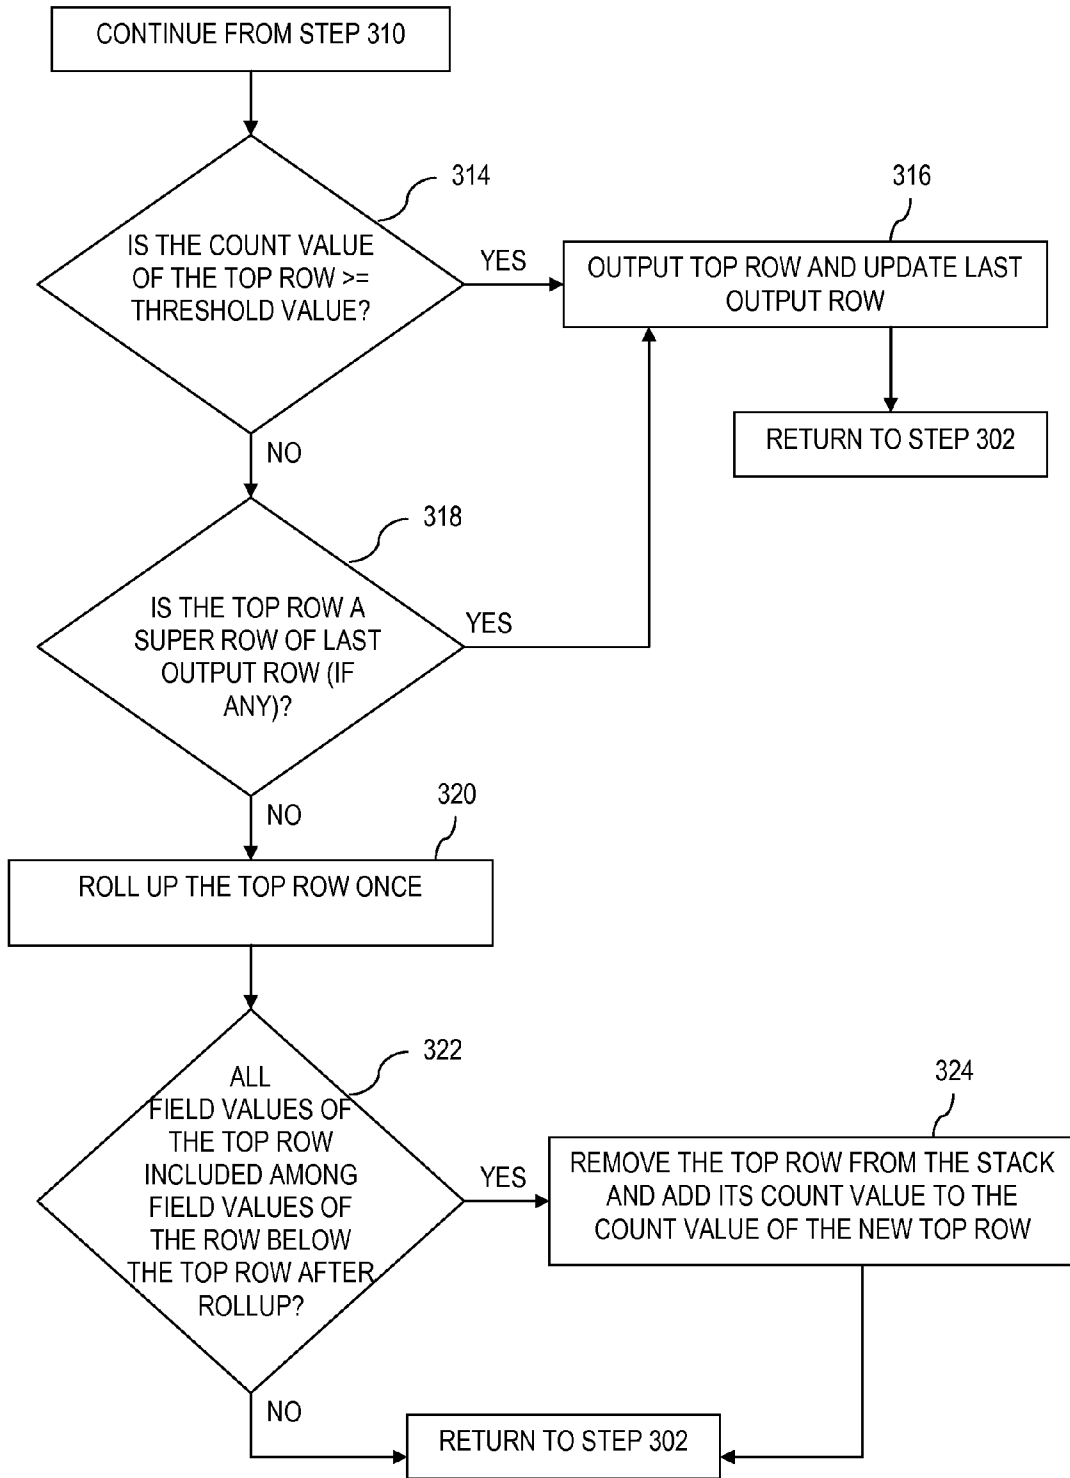 CONTINUE FROM STEP 310
314
IS THE COUNT VALUE
OF THE TOP ROW >=
THRESHOLD VALUE?
YES
316
OUTPUT TOP ROW AND UPDATE LAST
OUTPUT ROW
RETURN TO STEP 302
NO
318
IS THE TOP ROW A
SUPER ROW OF LAST
OUTPUT ROW (IF
ANY)?
YES
NO
320
ROLL UP THE TOP ROW ONCE
322
ALL
FIELD VALUES OF
THE TOP ROW
INCLUDED AMONG
FIELD VALUES OF
THE ROW BELOW
THE TOP ROW AFTER
ROLLUP?
YES
324
REMOVE THE TOP ROW FROM THE STACK
AND ADD ITS COUNT VALUE TO THE
COUNT VALUE OF THE NEW TOP ROW
NO
RETURN TO STEP 302